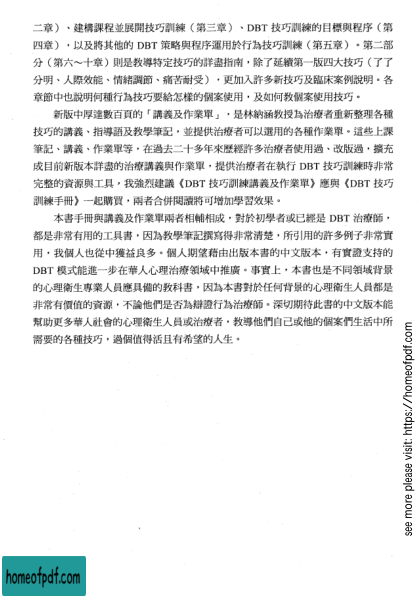 二章）、建構課程並展開技巧訓練（第三章）、DBT 技巧訓練的目標與程序（第
四章），以及將其他的 DBT 策略與程序運用於行為技巧訓練（第五章）。第二部
分（第六～十章）則是教導特定技巧的詳盡指南，除了延續第一版四大技巧（了了
分明、人際效能、情緒調節、痛苦耐受），更加入許多新技巧及臨床案例說明。各
章節中也說明何種行為技巧要給怎樣的個案使用，及如何教個案使用技巧。
新版中厚達數百頁的「講義及作業單」，是林納涵教授為治療者重新整理各種
技巧的講義、指導語及教學筆記，並提供治療者可以選用的各種作業單。這些上課
筆記、講義、作業單等，在過去二十多年來歷經許多治療者使用過、改版過，擴充
成目前新版本詳盡的治療講義與作業單，提供治療者在執行 DBT 技巧訓練時非常
完整的資源與工具，我強烈建議《DBT 技巧訓練講義及作業單》應與《DBT 技巧
訓練手冊》一起購買，兩者合併閱讀將可增加學習效果。
本書手冊與講義及作業單兩者相輔相成，對於初學者或已經是 DBT 治療師，
都是非常有用的工具書，因為教學筆記撰寫得非常清楚，所引用的許多例子非常實
用，我個人也從中獲益良多。個人期望藉由出版本書的中文版本，有實證支持的
DBT 模式能進一步在華人心理治療領域中推廣。事實上，本書也是不同領域背景
的心理衛生專業人員應具備的教科書，因為本書對於任何背景的心理衛生人員都是
非常有價值的資源，不論他們是否為辯證行為治療師。深切期待此書的中文版本能
幫助更多華人社會的心理衛生人員或治療者，教導他們自己或他的個案們生活中所
需要的各種技巧，過個值得活且有希望的人生。
see more please visit: https://homeofpdf.com
homeofpdf.com